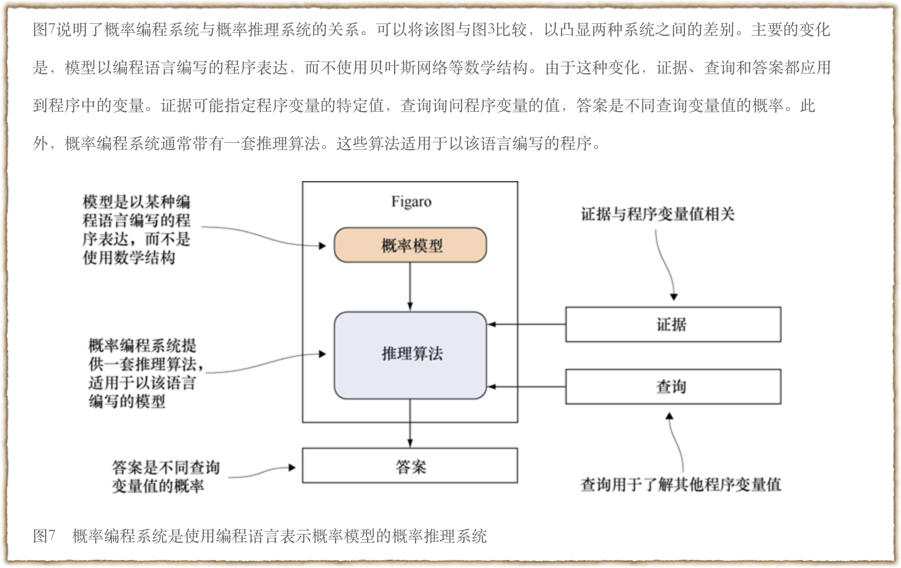 图7说明了概率编程系统与概率推理系统的关系。可以将该图与图3比较，以凸显两种系统之间的差别。主要的变化
是，模型以编程语言编写的程序表达，而不使用贝叶斯网络等数学结构。由于这种变化，证据、查询和答案都应用
到程序中的变量。证据可能指定程序变量的特定值，查询询问程序变量的值，答案是不同查询变量值的概率。此
外，概率编程系统通常带有一套推理算法。这些算法适用于以该语言编写的程序。
模型是以某种编
程语言编写的程
序表达，而不是
使用数学结构
Figaro
概率模型
证据与程序变量值相关
概率编程系统提
供一套推理算法，
适用于以该语言
编写的模型
推理算法
证据
查询
答案是不同查询
变量值的概率
答案
查询用于了解其他程序变量值
图7 概率编程系统是使用编程语言表示概率模型的概率推理系统